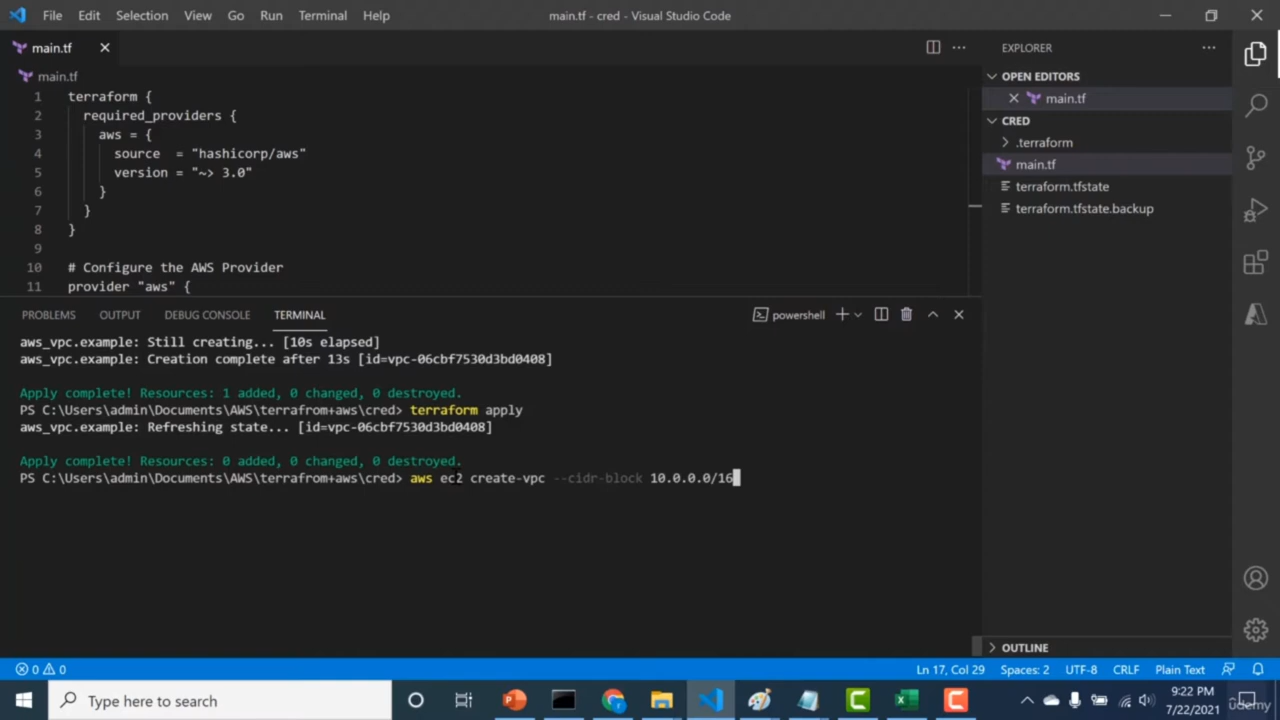 File Edit Selection View Go Run Terminal Help main.tf - cred - Visual Studio Code
main.tf
main.tf
1 terraform {
2 required_providers {
3 aws = {
4 source = "hashicorp/aws"
5 version = "~> 3.0"
6 }
7 }
8 }
9
10 # Configure the AWS Provider
11 provider "aws" {
EXPLORER
OPEN EDITORS
main.tf
CRED
.terraform
main.tf
terraform.tfstate
terraform.tfstate.backup
OUTLINE
PROBLEMS OUTPUT DEBUG CONSOLE TERMINAL powershell
aws_vpc.example: Still creating... [10s elapsed]
aws_vpc.example: Creation complete after 13s [id=vpc-06cbf7530d3bd0408]
Apply complete! Resources: 1 added, 0 changed, 0 destroyed.
PS C:\Users\admin\Documents\AWS\terrafrom+aws\cred> terraform apply
aws_vpc.example: Refreshing state... [id=vpc-06cbf7530d3bd0408]
Apply complete! Resources: 0 added, 0 changed, 0 destroyed.
PS C:\Users\admin\Documents\AWS\terrafrom+aws\cred> aws ec2 create-vpc --cidr-block 10.0.0.0/16
0 0 Ln 17, Col 29 Spaces: 2 UTF-8 CRLF Plain Text
Type here to search
9:22 PM
7/22/2021
udemy